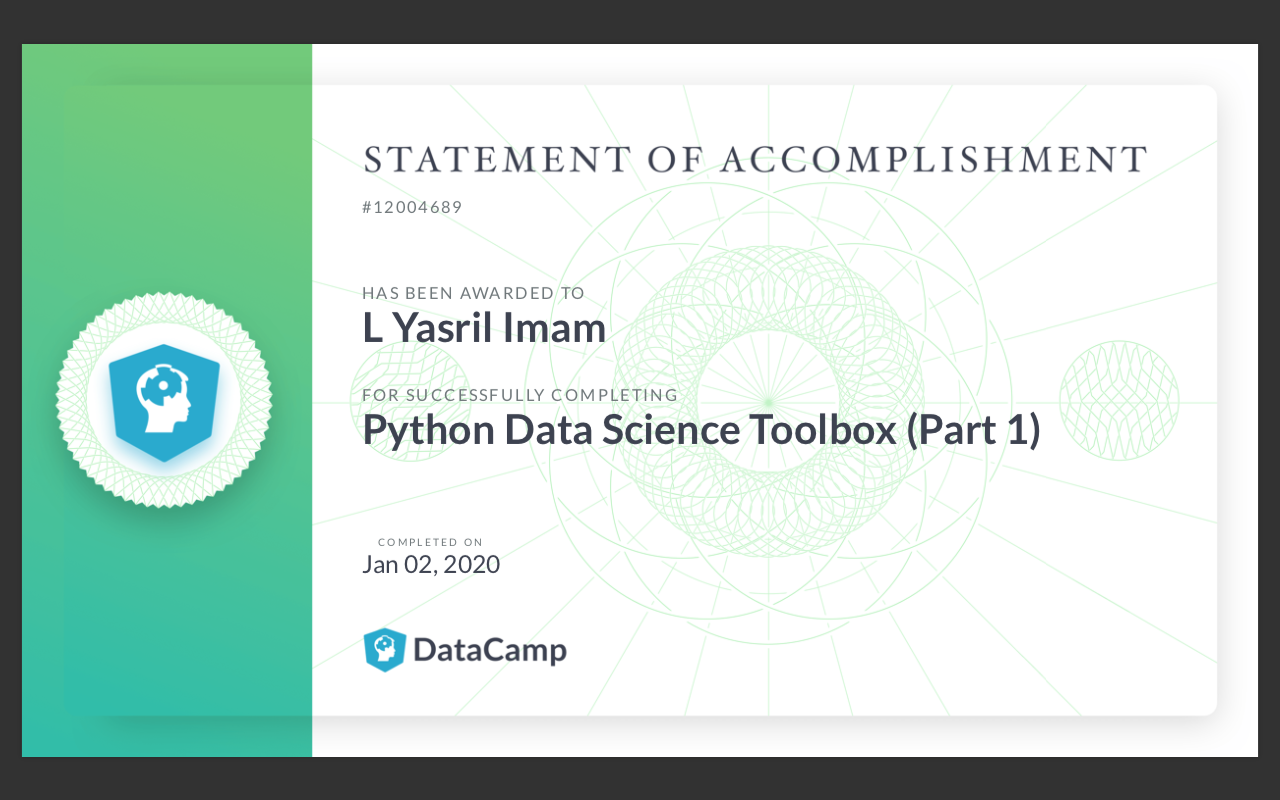 STATEMENT OF ACCOMPLISHMENT
#12004689
HAS BEEN AWARDED TO
L Yasril Imam
FOR SUCCESSFULLY COMPLETING
Python Data Science Toolbox (Part 1)
COMPLETED ON
Jan 02, 2020
DataCamp